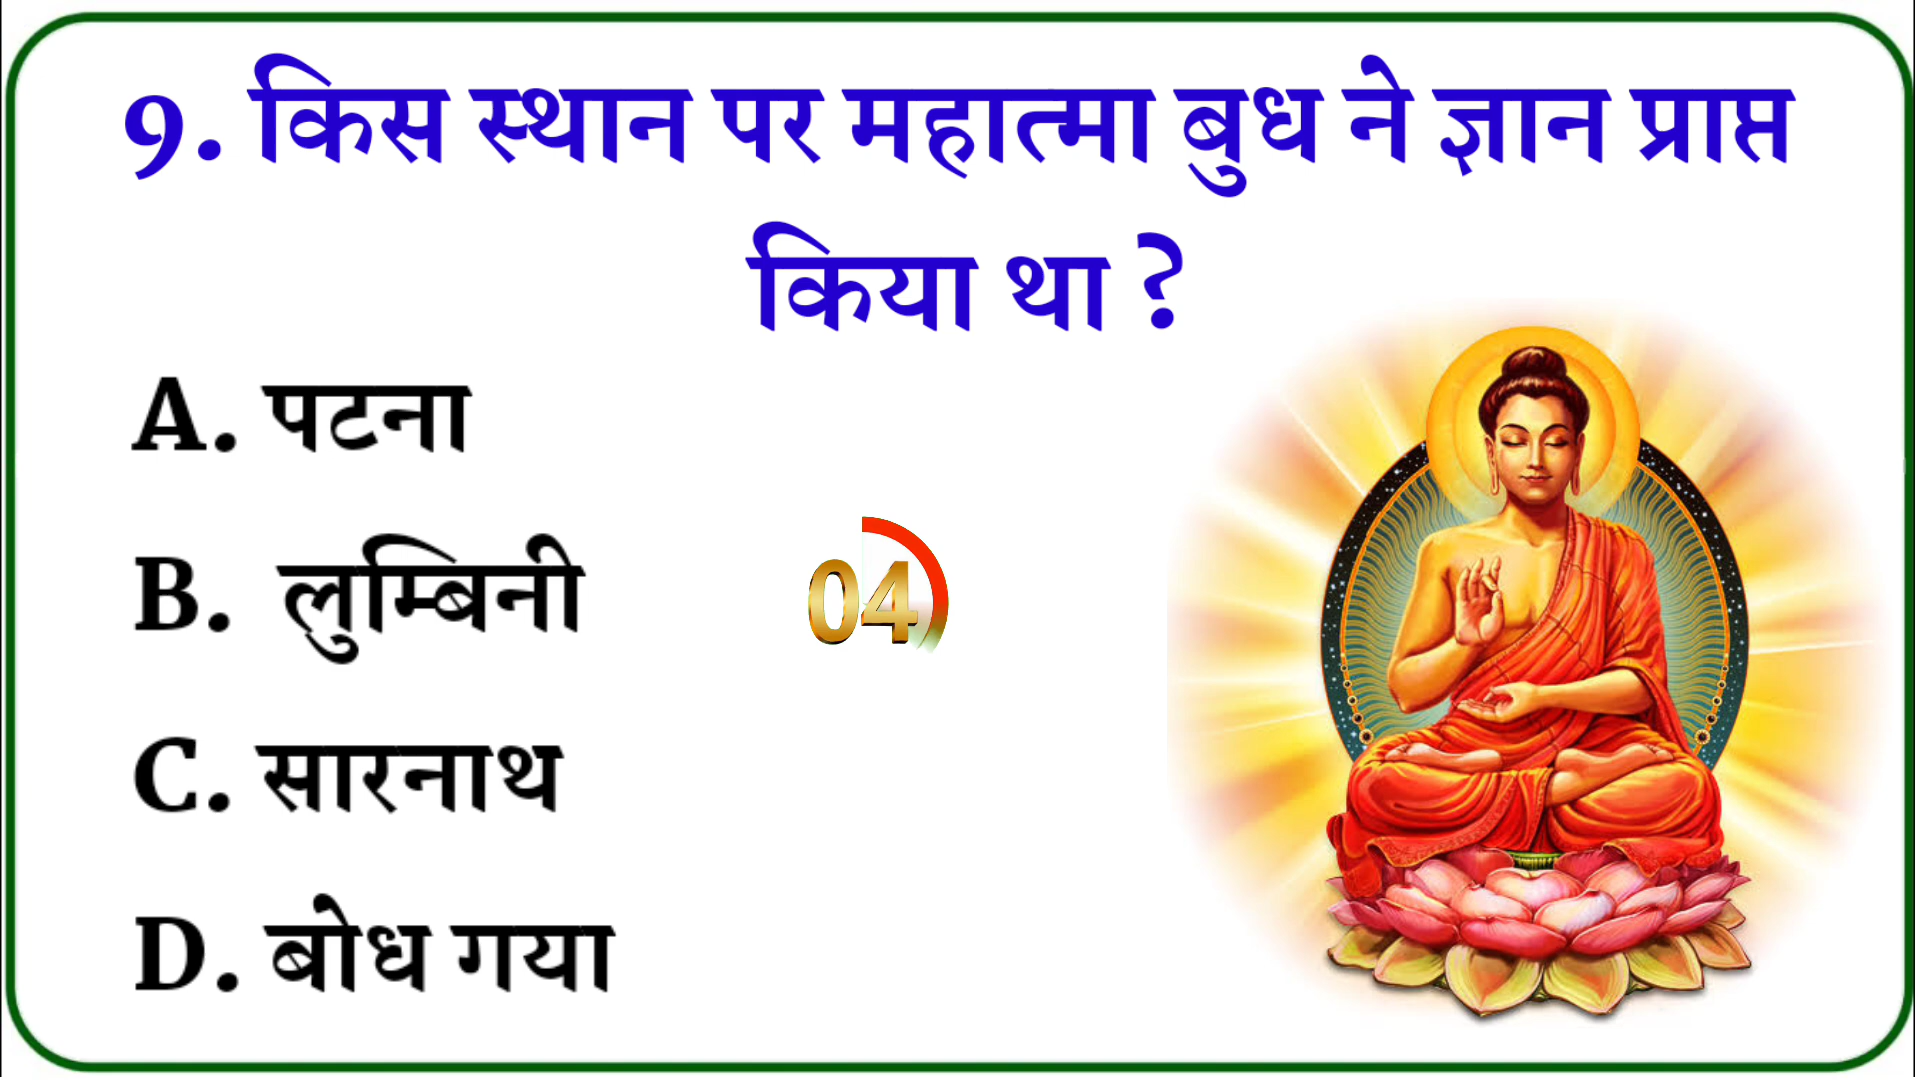 9. किस स्थान पर महात्मा बुध ने ज्ञान प्राप्त
किया था ?
A. पटना
B. लुम्बिनी
04
C. सारनाथ
D. बोध गया